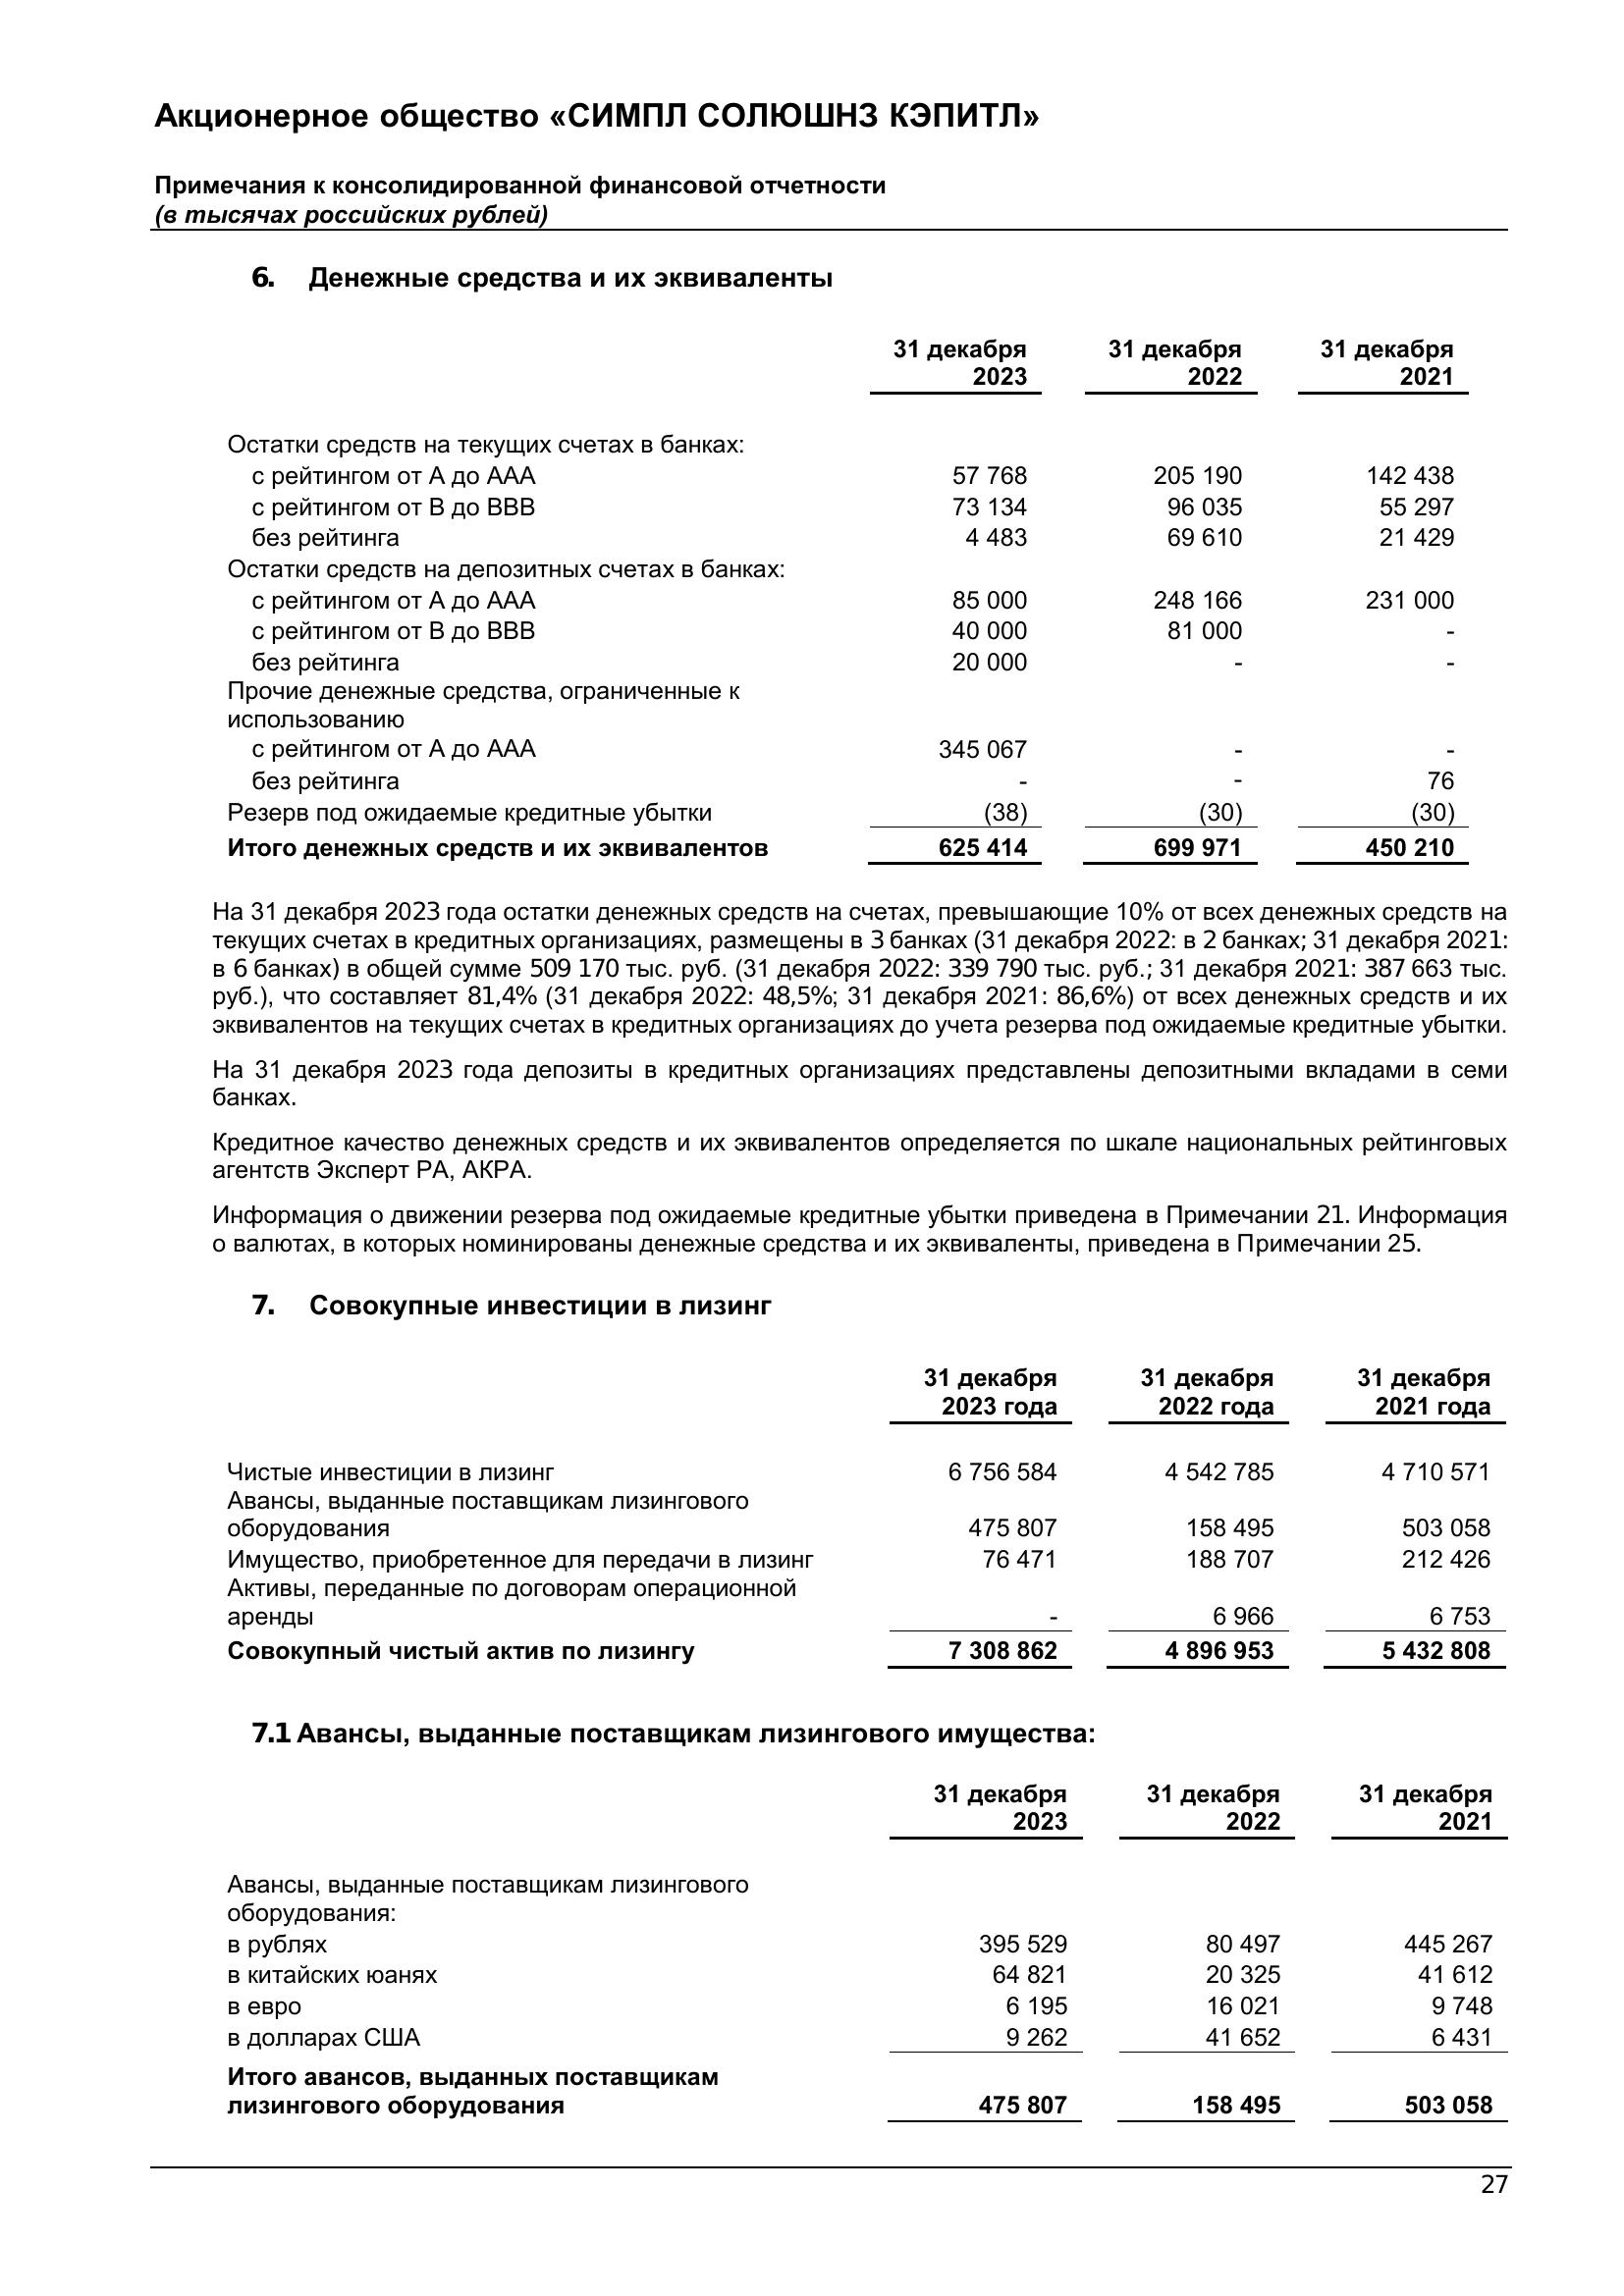 Акционерное общество «СИМПЛ СОЛЮШНЗ КЭПИТЛ»
Примечания к консолидированной финансовой отчетности
(в тысячах российских рублей)
6. Денежные средства и их эквиваленты
31 декабря 31 декабря 31 декабря
2023 2022 2021
Остатки средств на текущих счетах в банках:
с рейтингом от А до ААА 57 768 205 190 142 438
с рейтингом от В до ВВВ 73 134 96 035 55 297
без рейтинга 4 483 69 610 21 429
Остатки средств на депозитных счетах в банках:
с рейтингом от А до ААА 85 000 248 166 231 000
с рейтингом от В до ВВВ 40 000 81 000 -
без рейтинга 20 000 - -
Прочие денежные средства, ограниченные к
использованию
с рейтингом от А до ААА 345 067 - -
без рейтинга - - 76
Резерв под ожидаемые кредитные убытки (38) (30) (30)
Итого денежных средств и их эквивалентов 625 414 699 971 450 210
На 31 декабря 2023 года остатки денежных средств на счетах, превышающие 10% от всех денежных средств на
текущих счетах в кредитных организациях, размещены в 3 банках (31 декабря 2022: в 2 банках; 31 декабря 2021:
в 6 банках) в общей сумме 509 170 тыс. руб. (31 декабря 2022: 339 790 тыс. руб.; 31 декабря 2021: 387 663 тыс.
руб.), что составляет 81,4% (31 декабря 2022: 48,5%; 31 декабря 2021: 86,6%) от всех денежных средств и их
эквивалентов на текущих счетах в кредитных организациях до учета резерва под ожидаемые кредитные убытки.
На 31 декабря 2023 года депозиты в кредитных организациях представлены депозитными вкладами в семи
банках.
Кредитное качество денежных средств и их эквивалентов определяется по шкале национальных рейтинговых
агентств Эксперт РА, АКРА.
Информация о движении резерва под ожидаемые кредитные убытки приведена в Примечании 21. Информация
о валютах, в которых номинированы денежные средства и их эквиваленты, приведена в Примечании 25.
7. Совокупные инвестиции в лизинг
31 декабря 31 декабря 31 декабря
2023 года 2022 года 2021 года
Чистые инвестиции в лизинг 6 756 584 4 542 785 4 710 571
Авансы, выданные поставщикам лизингового
оборудования 475 807 158 495 503 058
Имущество, приобретенное для передачи в лизинг 76 471 188 707 212 426
Активы, переданные по договорам операционной
аренды - 6 966 6 753
Совокупный чистый актив по лизингу 7 308 862 4 896 953 5 432 808
7.1 Авансы, выданные поставщикам лизингового имущества:
31 декабря 31 декабря 31 декабря
2023 2022 2021
Авансы, выданные поставщикам лизингового
оборудования:
в рублях 395 529 80 497 445 267
в китайских юанях 64 821 20 325 41 612
в евро 6 195 16 021 9 748
в долларах США 9 262 41 652 6 431
Итого авансов, выданных поставщикам
лизингового оборудования 475 807 158 495 503 058
27